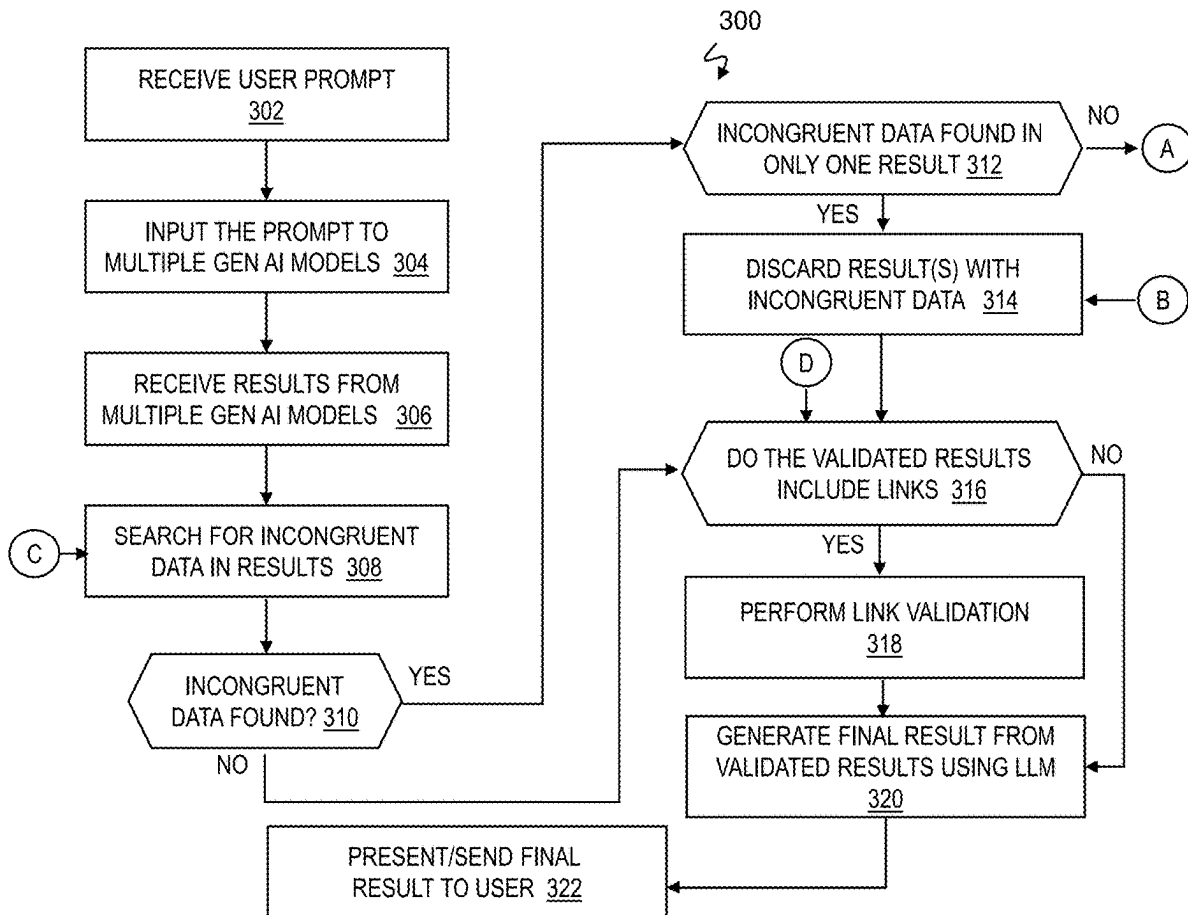 300
RECEIVE USER PROMPT
302
INPUT THE PROMPT TO
MULTIPLE GEN AI MODELS 304
RECEIVE RESULTS FROM
MULTIPLE GEN AI MODELS 306
C
SEARCH FOR INCONGRUENT
DATA IN RESULTS 308
INCONGRUENT
DATA FOUND? 310
YES
NO
INCONGRUENT DATA FOUND IN
ONLY ONE RESULT 312
NO
A
YES
DISCARD RESULT(S) WITH
INCONGRUENT DATA 314
B
D
DO THE VALIDATED RESULTS
INCLUDE LINKS 316
NO
YES
PERFORM LINK VALIDATION
318
GENERATE FINAL RESULT FROM
VALIDATED RESULTS USING LLM
320
PRESENT/SEND FINAL
RESULT TO USER 322